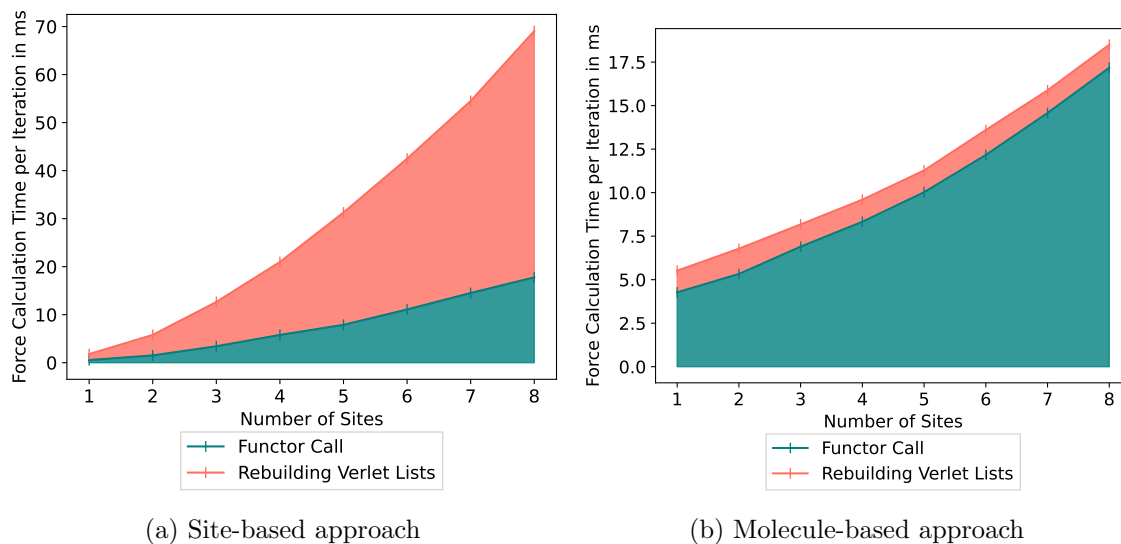 Force Calculation Time per Iteration in ms
70
60
50
40
30
20
10
0
1 2 3 4 5 6 7 8
Number of Sites
Functor Call
Rebuilding Verlet Lists
(a) Site-based approach
Force Calculation Time per Iteration in ms
17.5
15.0
12.5
10.0
7.5
5.0
2.5
0.0
1 2 3 4 5 6 7 8
Number of Sites
Functor Call
Rebuilding Verlet Lists
(b) Molecule-based approach